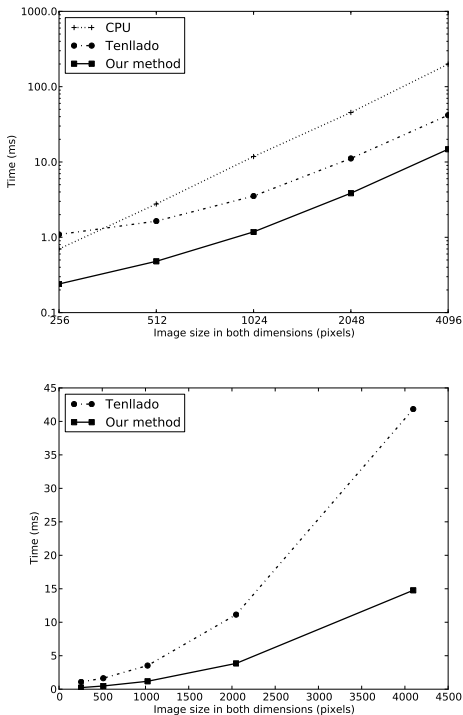 1000.0
CPU
Tenllado
Our method
100.0
Time (ms)
10.0
1.0
0.1
256 512 1024 2048 4096
Image size in both dimensions (pixels)
45
Tenllado
Our method
40
35
30
25
Time (ms)
20
15
10
5
0
0 500 1000 1500 2000 2500 3000 3500 4000 4500
Image size in both dimensions (pixels)